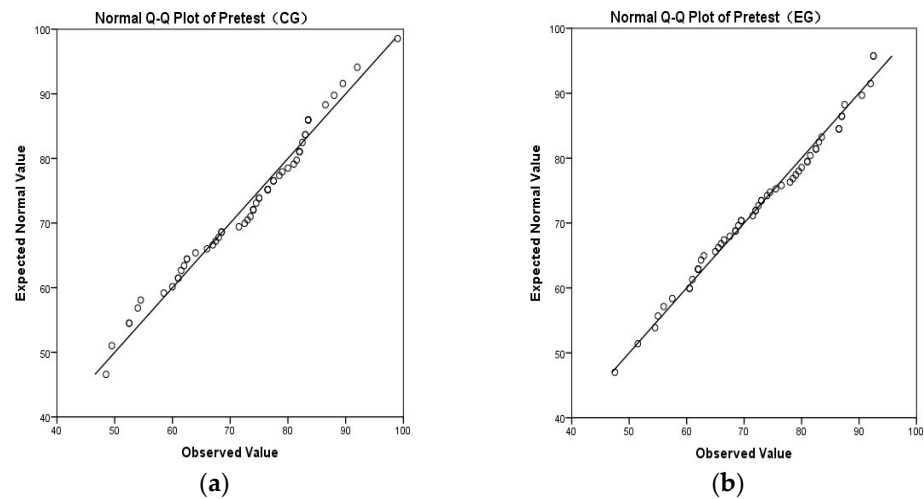 Normal Q-Q Plot of Pretest（CG）
100
90
80
70
60
50
40
Expected Normal Value
40 50 60 70 80 90 100
Observed Value
(a)
Normal Q-Q Plot of Pretest（EG）
100
90
80
70
60
50
40
Expected Normal Value
40 50 60 70 80 90 100
Observed Value
(b)